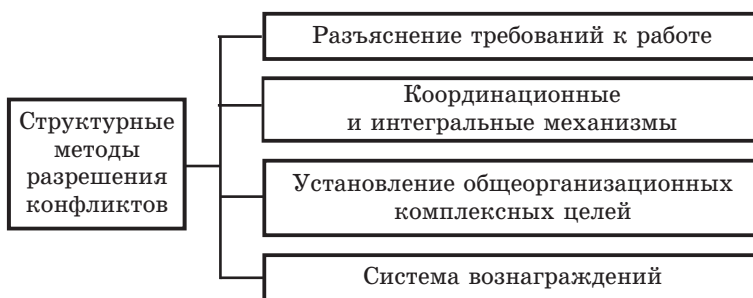 Структурные
методы
разрешения
конфликтов
Разъяснение требований к работе
Координационные
и интегральные механизмы
Установление общеорганизационных
комплексных целей
Система вознаграждений